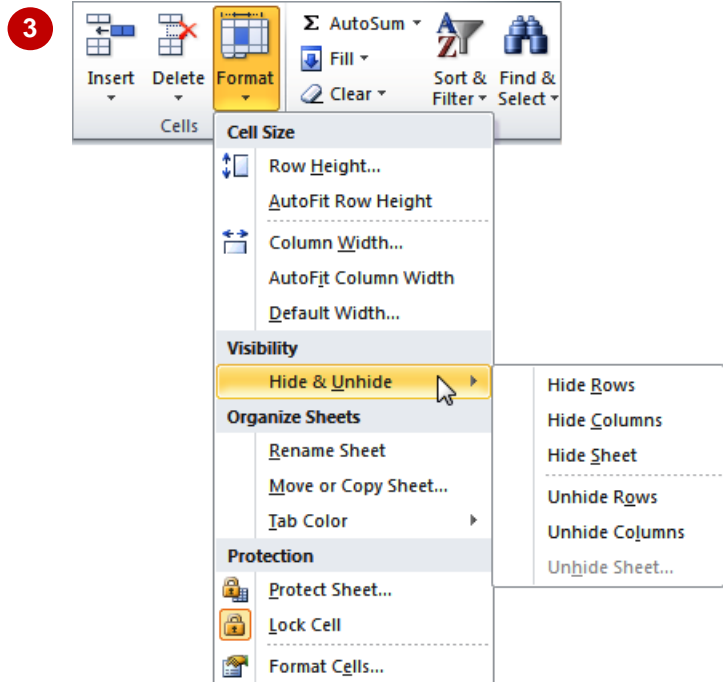 3
Insert Delete Format
Σ AutoSum
Fill
Clear
Sort & Filter
Find & Select
Cells
Cell Size
Row Height...
AutoFit Row Height
Column Width...
AutoFit Column Width
Default Width...
Visibility
Hide & Unhide
Hide Rows
Hide Columns
Hide Sheet
Unhide Rows
Unhide Columns
Unhide Sheet...
Organize Sheets
Rename Sheet
Move or Copy Sheet...
Tab Color
Protection
Protect Sheet...
Lock Cell
Format Cells...